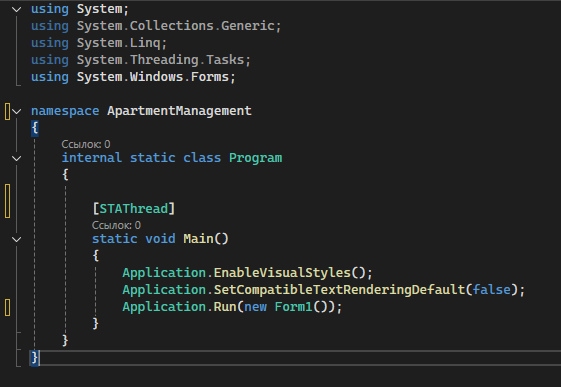 using System;
using System.Collections.Generic;
using System.Linq;
using System.Threading.Tasks;
using System.Windows.Forms;
namespace ApartmentManagement
{
Ссылок: 0
internal static class Program
{
[STAThread]
Ссылок: 0
static void Main()
{
Application.EnableVisualStyles();
Application.SetCompatibleTextRenderingDefault(false);
Application.Run(new Form1());
}
}
}